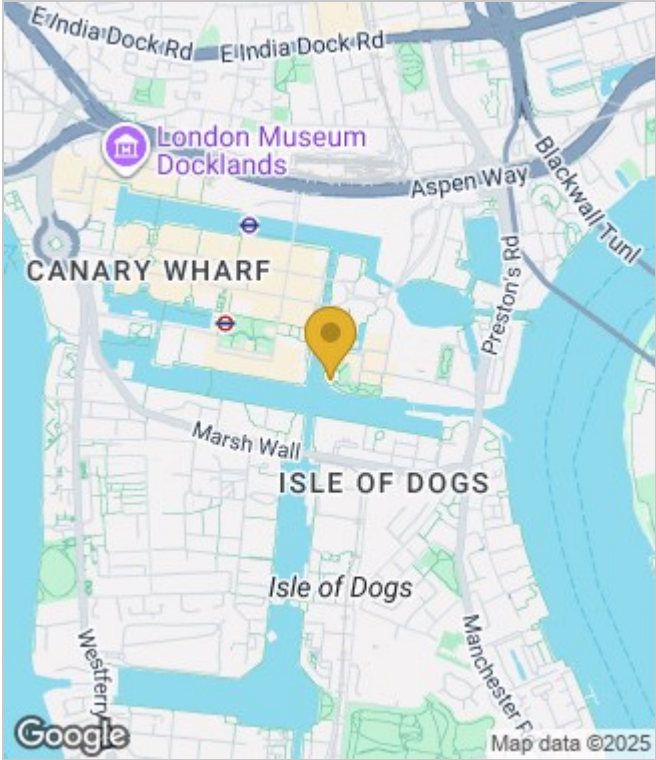 E India Dock Rd
E India Dock Rd
London Museum
Docklands
Aspen Way
Blackwall Tunl
CANARY WHARF
Preston's Rd
Marsh Wall
ISLE OF DOGS
Isle of Dogs
Westferry
Manchester
Google
Map data ©2025